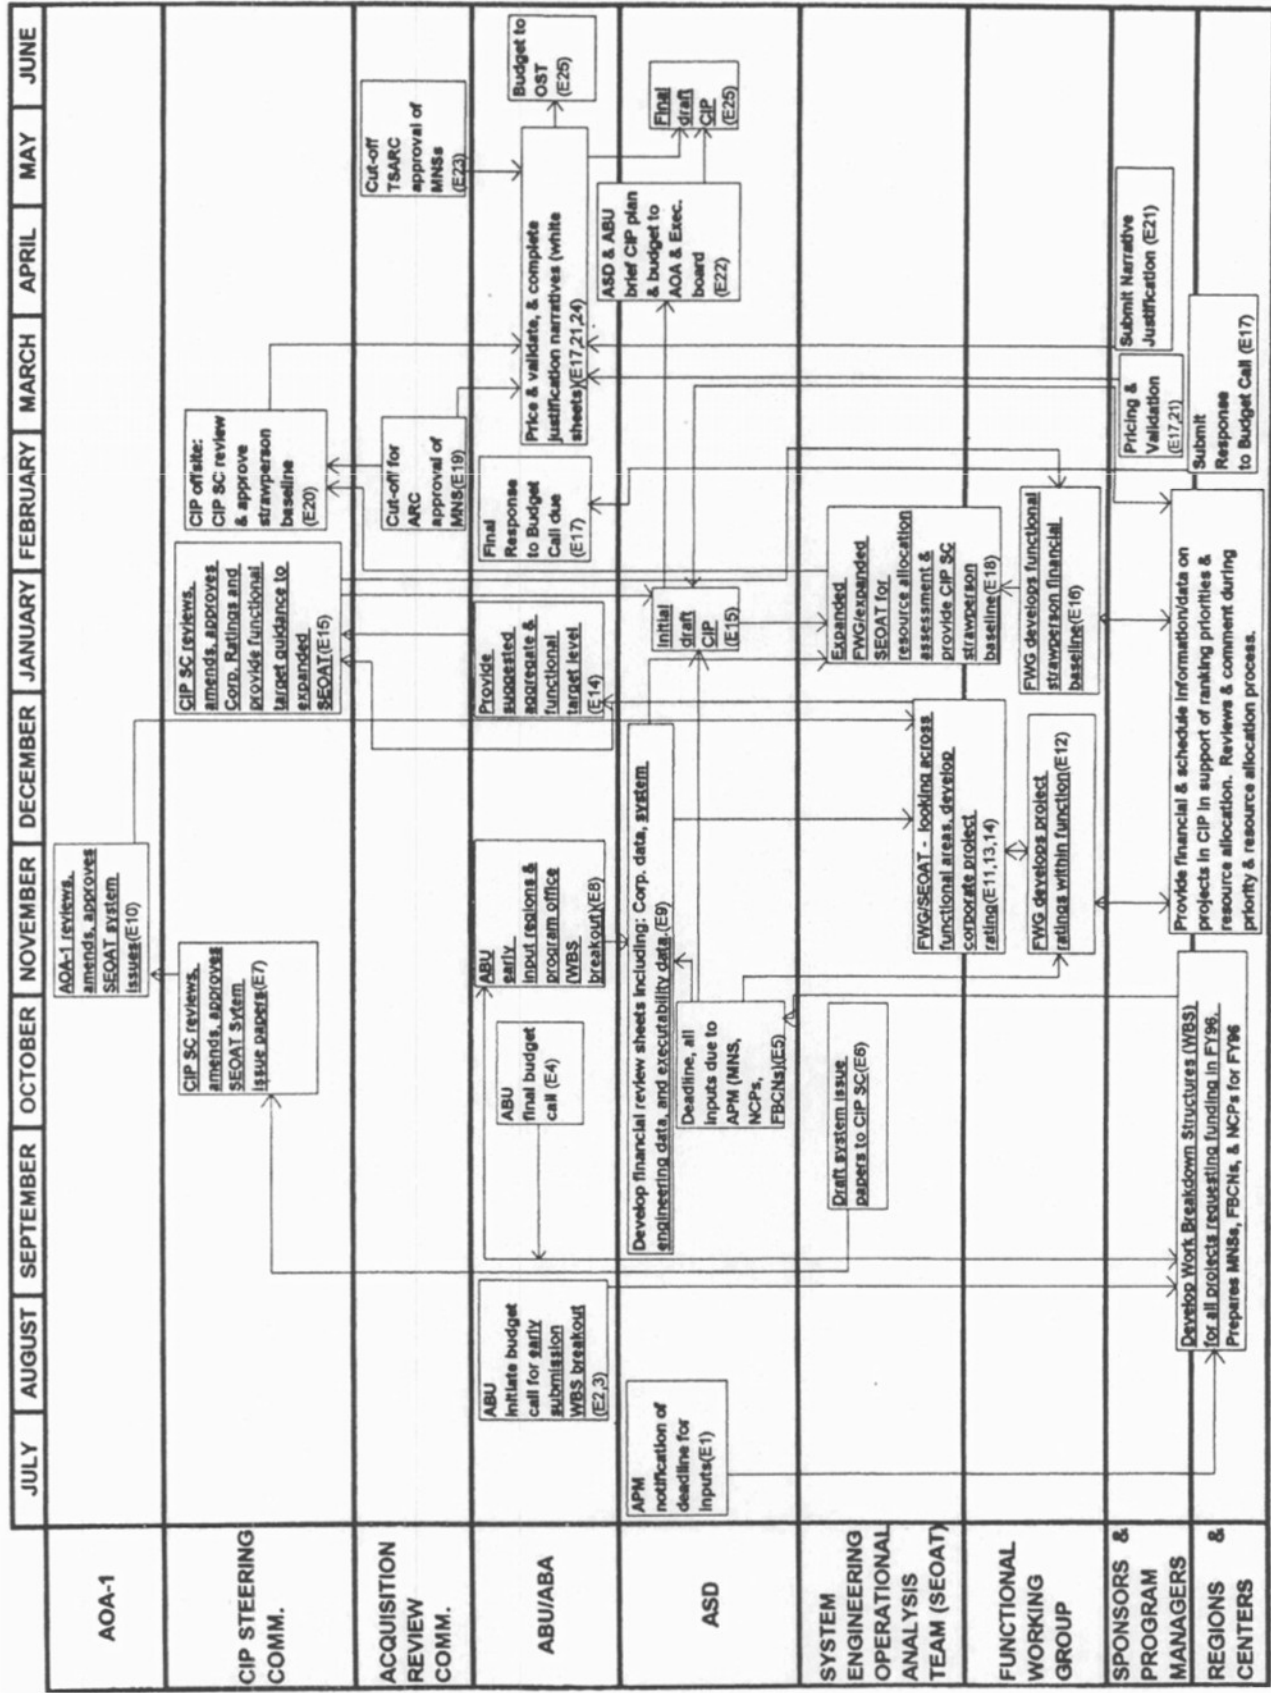 JULY
AUGUST
SEPTEMBER
OCTOBER
NOVEMBER
DECEMBER
JANUARY
FEBRUARY
MARCH
APRIL
MAY
JUNE
AOA-1
AOA-1 reviews,
amends, approves
SEOAT system
issues(E10)
CIP STEERING
COMM.
CIP SC reviews,
amends, approves
SEOAT Sytem
issue papers(E7)
CIP SC reviews,
amends, approves
Corp. Ratings and
provide functional
target guidance to
expanded
SEOAT(E15)
CIP offsite:
CIP SC review
& approve
strawperson
baseline
(E20)
ACQUISITION
REVIEW
COMM.
Cut-off for
ARC
approval of
MNS(E19)
Cut-off
TSARC
approval of
MNSs
(E23)
ABU/ABA
ABU
initiate budget
call for early
submission
WBS breakout
(E2,3)
ABU
final budget
call (E4)
ABU
early
input regions &
program office
(WBS
breakout)(E8)
Provide
suggested
aggregate &
functional
target level
(E14)
Final
Response
to Budget
Call due
(E17)
Price & validate, & complete
justification narratives (white
sheets)(E17,21,24)
Budget to
OST
(E25)
ASD
APM
notification of
deadline for
inputs(E1)
Develop financial review sheets including: Corp. data, system
engineering data, and executability data.(E9)
Deadline, all
inputs due to
APM (MNS,
NCPs,
FBCNs)(E5)
Initial
draft
CIP
(E15)
ASD & ABU
brief CIP plan
& budget to
AOA & Exec.
board
(E22)
Final
draft
CIP
(E25)
SYSTEM
ENGINEERING
OPERATIONAL
ANALYSIS
TEAM (SEOAT)
Draft system issue
papers to CIP SC(E6)
FWG/SEOAT - looking across
functional areas, develop
corporate project
rating(E11,13,14)
Expanded
FWG/expanded
SEOAT for
resource allocation
assessment &
provide CIP SC
strawperson
baseline(E18)
FUNCTIONAL
WORKING
GROUP
FWG develops project
ratings within function(E12)
FWG develops functional
strawperson financial
baseline(E16)
SPONSORS &
PROGRAM
MANAGERS
Pricing &
Validation
(E17,21)
Submit Narrative
Justification (E21)
REGIONS &
CENTERS
Develop Work Breakdown Structures (WBS)
for all projects requesting funding in FY96.
Prepares MNSs, FBCNs, & NCPs for FY96
Provide financial & schedule information/data on
projects in CIP in support of ranking priorities &
resource allocation. Reviews & comment during
priority & resource allocation process.
Submit
Response
to Budget Call (E17)